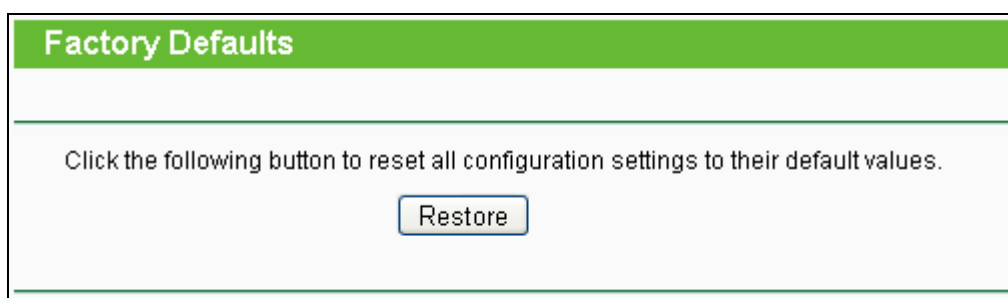 Factory Defaults
Click the following button to reset all configuration settings to their default values.
Restore